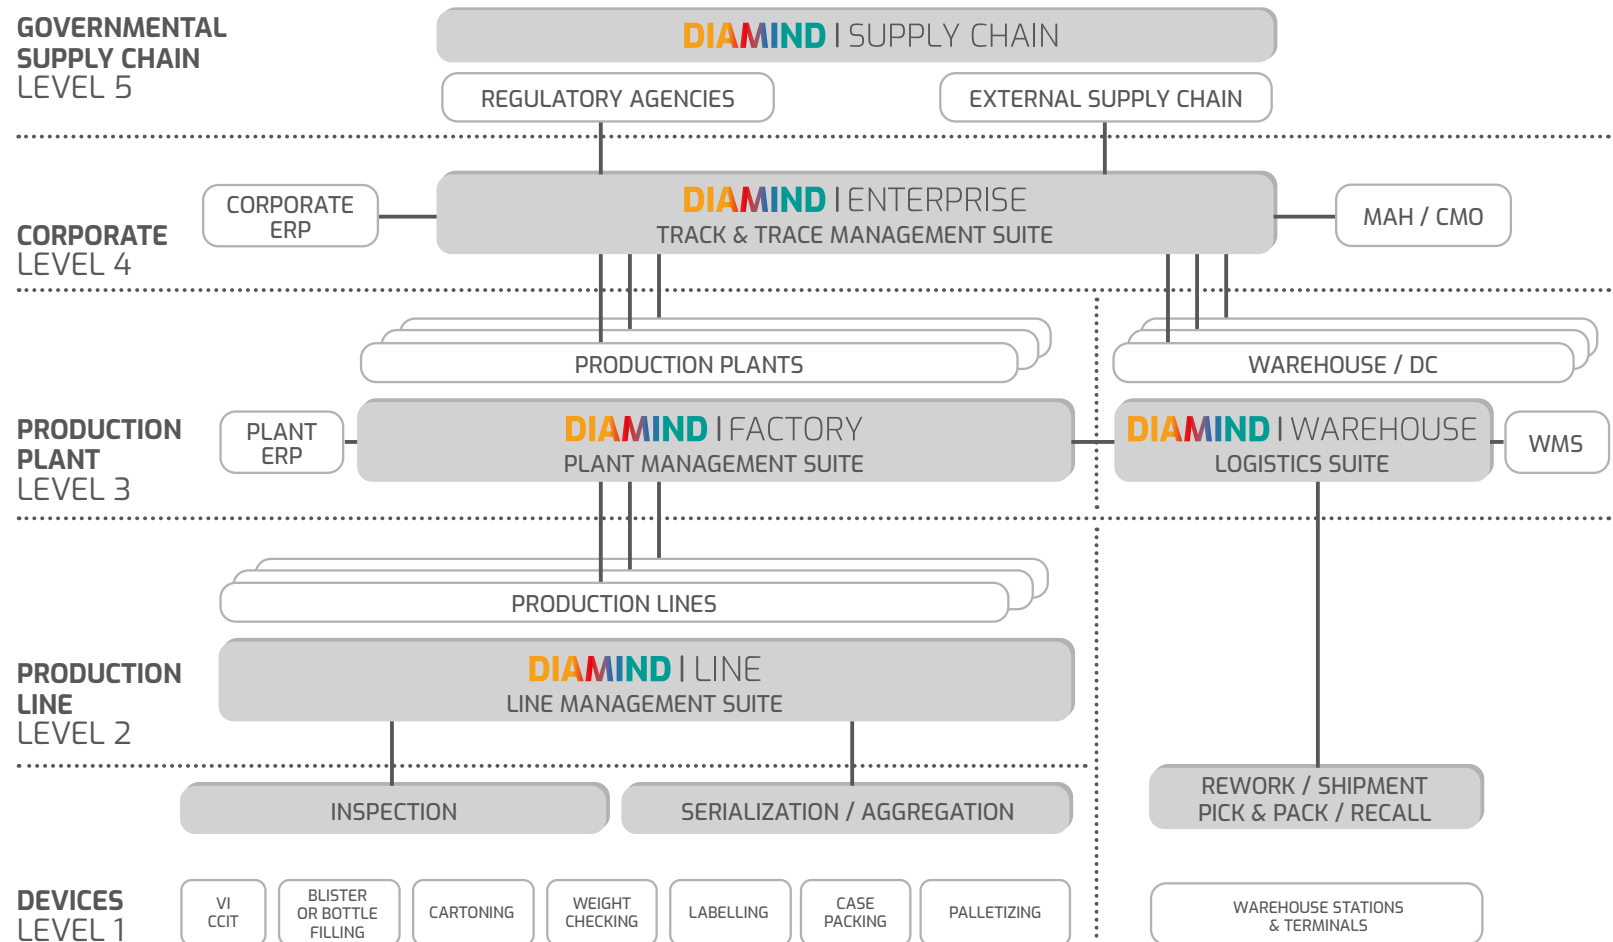 GOVERNMENTAL
SUPPLY CHAIN
LEVEL 5
DIAMIND | SUPPLY CHAIN
REGULATORY AGENCIES
EXTERNAL SUPPLY CHAIN
CORPORATE
LEVEL 4
CORPORATE
ERP
DIAMIND | ENTERPRISE
TRACK & TRACE MANAGEMENT SUITE
MAH / CMO
PRODUCTION PLANTS
WAREHOUSE / DC
PRODUCTION
PLANT
LEVEL 3
PLANT
ERP
DIAMIND | FACTORY
PLANT MANAGEMENT SUITE
DIAMIND | WAREHOUSE
LOGISTICS SUITE
WMS
PRODUCTION LINES
PRODUCTION
LINE
LEVEL 2
DIAMIND | LINE
LINE MANAGEMENT SUITE
INSPECTION
SERIALIZATION / AGGREGATION
REWORK / SHIPMENT
PICK & PACK / RECALL
DEVICES
LEVEL 1
VI
CCIT
BLISTER
OR BOTTLE
FILLING
CARTONING
WEIGHT
CHECKING
LABELLING
CASE
PACKING
PALLETIZING
WAREHOUSE STATIONS
& TERMINALS